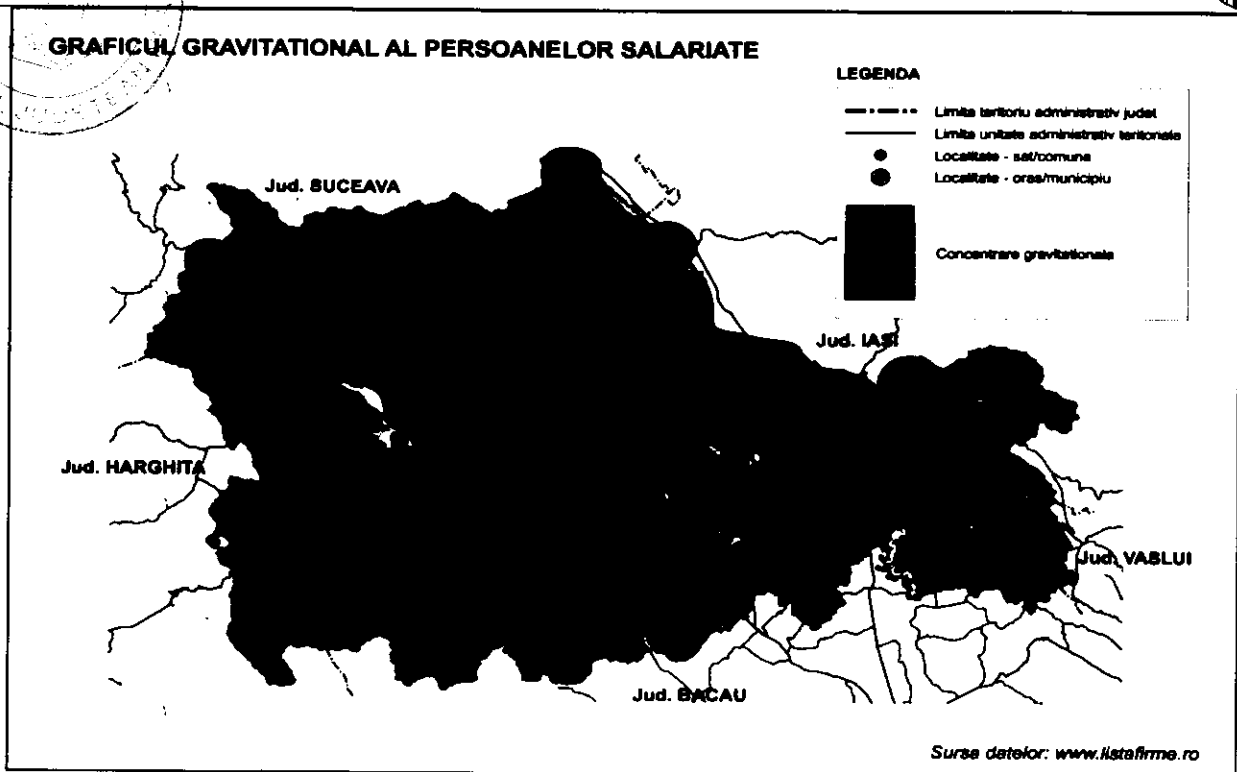 GRAFICUL GRAVITATIONAL AL PERSOANELOR SALARIATE
LEGENDA
Limita teritoriu administrativ judet
Limita unitate administrativ teritoriala
Localitate - sat/comuna
Localitate - oras/municipiu
Concentrare gravitationala
Jud. SUCEAVA
Jud. IASI
Jud. HARGHITA
Jud. VASLUI
Jud. BACAU
Sursa datelor: www.listafirme.ro